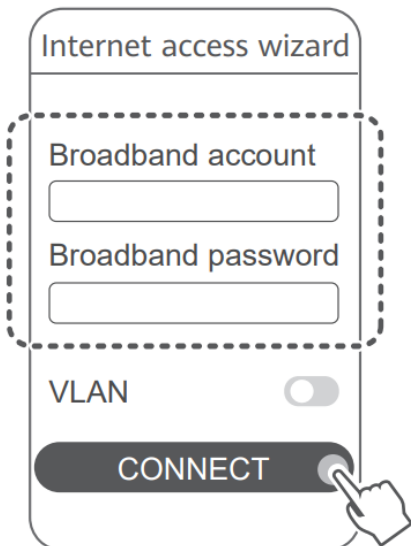 Internet access wizard
Broadband account
Broadband password
VLAN
CONNECT